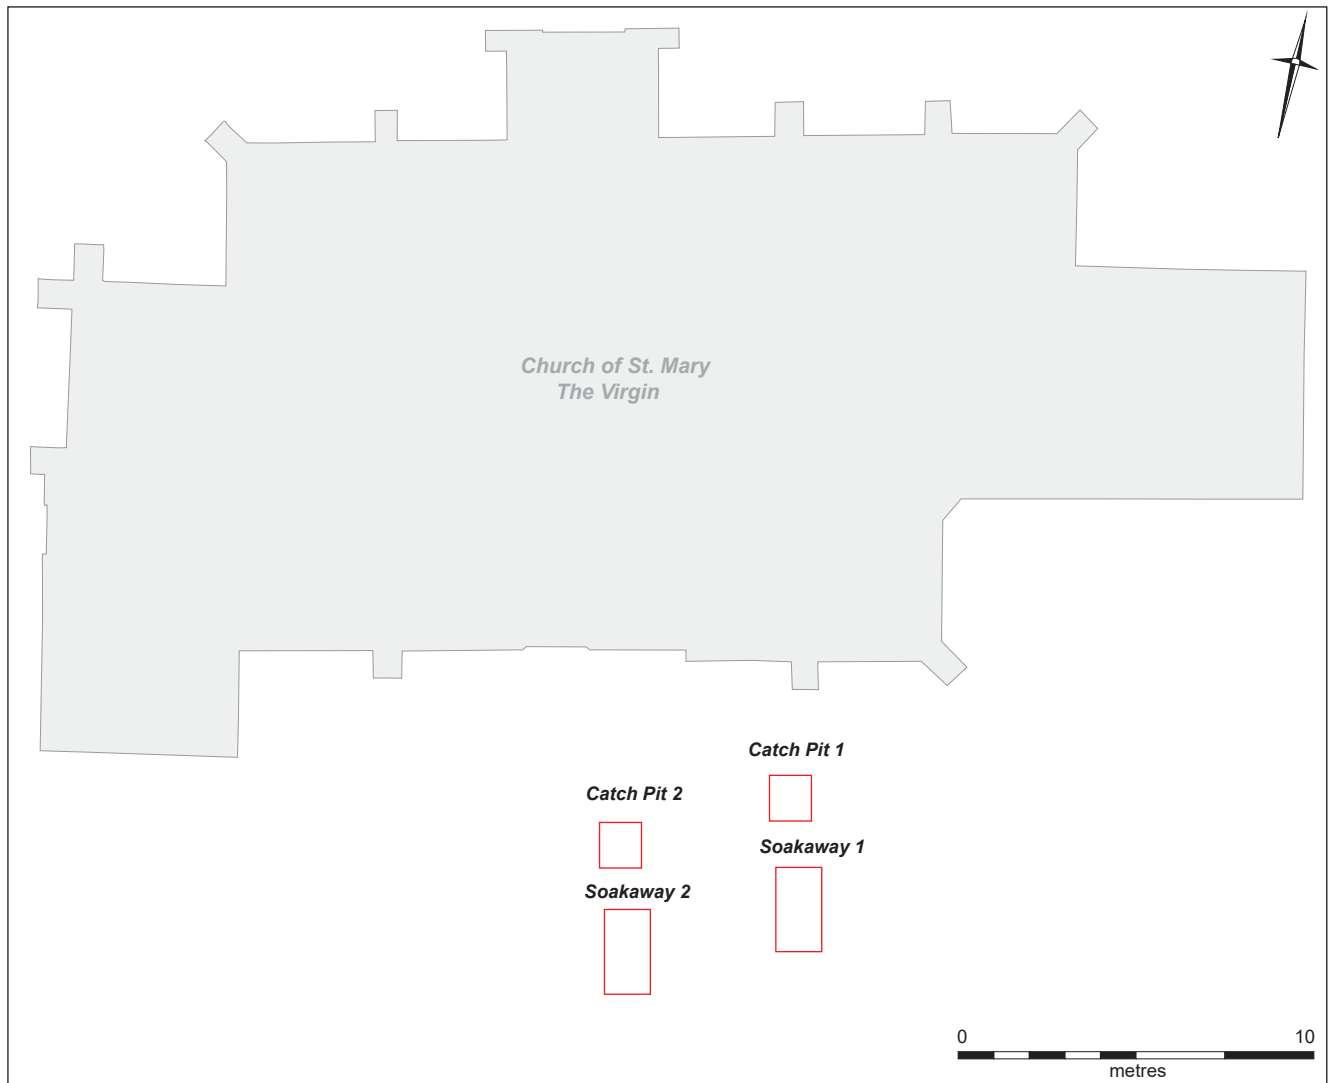 Church of St. Mary
The Virgin
Catch Pit 1
Catch Pit 2
Soakaway 1
Soakaway 2
0 10
metres